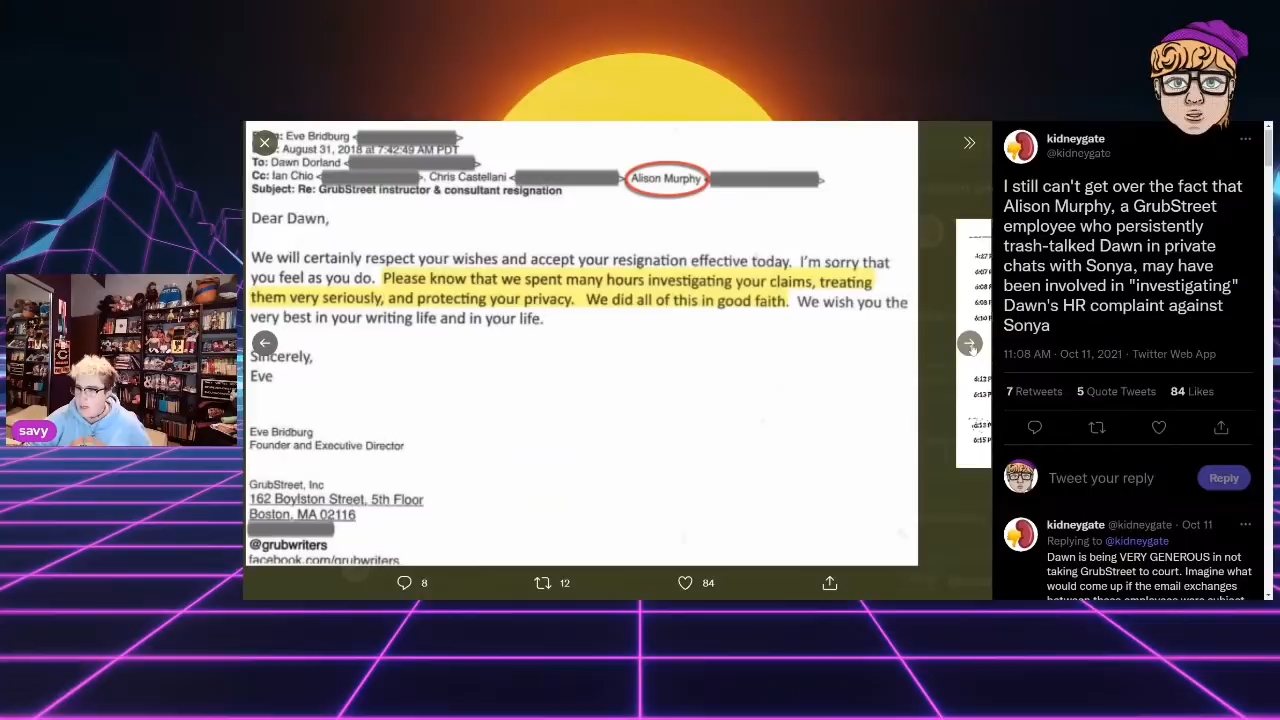 Eve Bridburg
August 31, 2018 at 7:42:49 AM PDT
To: Dawn Dorland
Cc: Ian Chio < >, Chris Castellani < > Alison Murphy < >
Subject: Re: GrubStreet instructor & consultant resignation
Dear Dawn,
We will certainly respect your wishes and accept your resignation effective today. I'm sorry that
you feel as you do. Please know that we spent many hours investigating your claims, treating
them very seriously, and protecting your privacy. We did all of this in good faith. We wish you the
very best in your writing life and in your life.
Sincerely,
Eve
Eve Bridburg
Founder and Executive Director
GrubStreet, Inc
162 Boylston Street, 5th Floor
Boston, MA 02116
@grubwriters
facebook.com/grubwriters
8 12 84
savy
kidneygate
@kidneygate
I still can't get over the fact that
Alison Murphy, a GrubStreet
employee who persistently
trash-talked Dawn in private
chats with Sonya, may have
been involved in "investigating"
Dawn's HR complaint against
Sonya
11:08 AM · Oct 11, 2021 · Twitter Web App
7 Retweets 5 Quote Tweets 84 Likes
Tweet your reply
Reply
kidneygate @kidneygate · Oct 11
Replying to @kidneygate
Dawn is being VERY GENEROUS in not
taking GrubStreet to court. Imagine what
would come up if the email exchanges
between these employees were subject